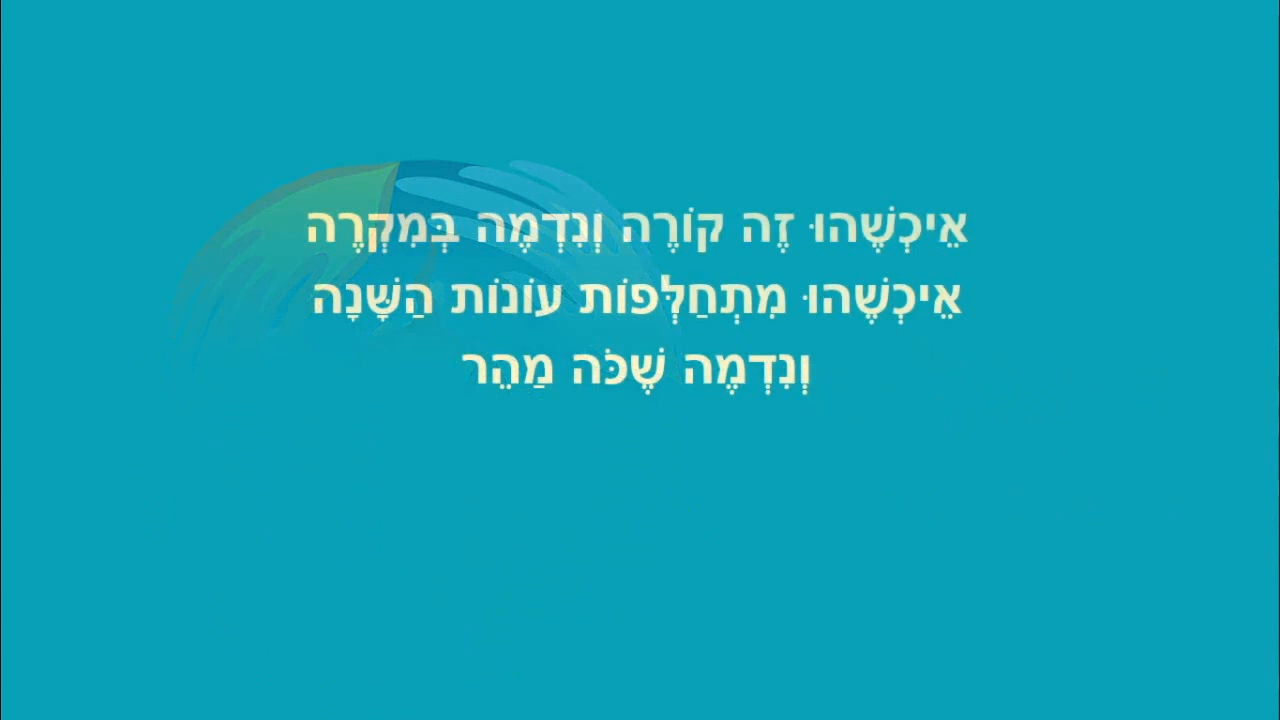 אֵיכְשֶׁהוּ זֶה קוֹרֶה וְנִדְמֶה בְּמִקְרֶה
אֵיכְשֶׁהוּ מִתְחַלְּפוֹת עוֹנוֹת הַשָּׁנָה
וְנִדְמֶה שֶׁכֹּה מַהֵר